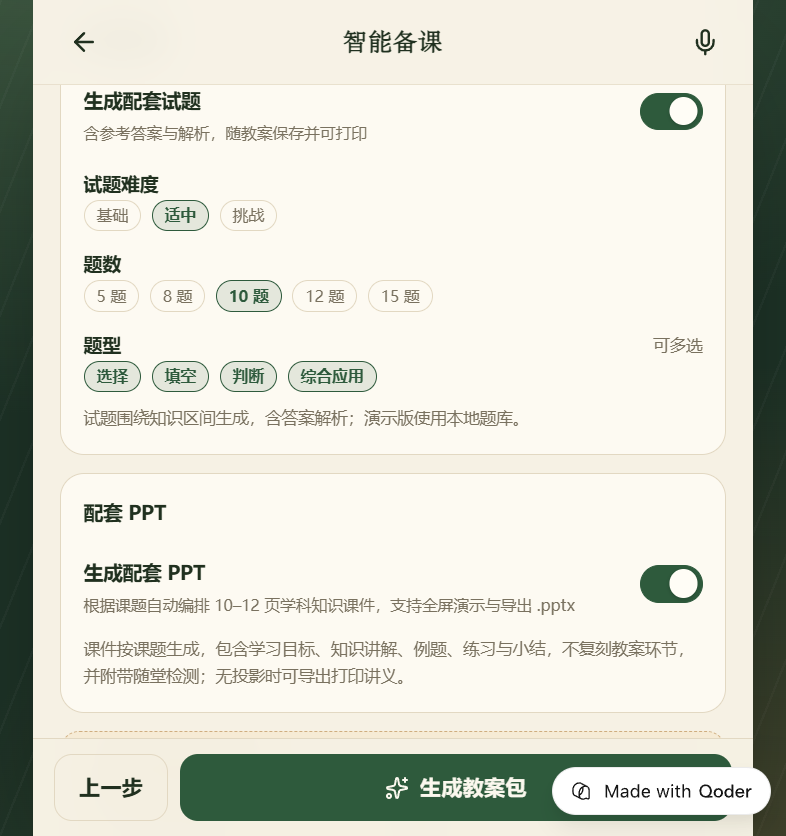 智能备课
生成配套试题
含参考答案与解析，随教案保存并可打印
试题难度
基础 适中 挑战
题数
5 题 8 题 10 题 12 题 15 题
题型 可多选
选择 填空 判断 综合应用
试题围绕知识区间生成，含答案解析；演示版使用本地题库。
配套 PPT
生成配套 PPT
根据课题自动编排 10–12 页学科知识课件，支持全屏演示与导出 .pptx
课件按课题生成，包含学习目标、知识讲解、例题、练习与小结，不复刻教案环节，
并附带随堂检测；无投影时可导出打印讲义。
上一步 生成教案包 Made with Qoder